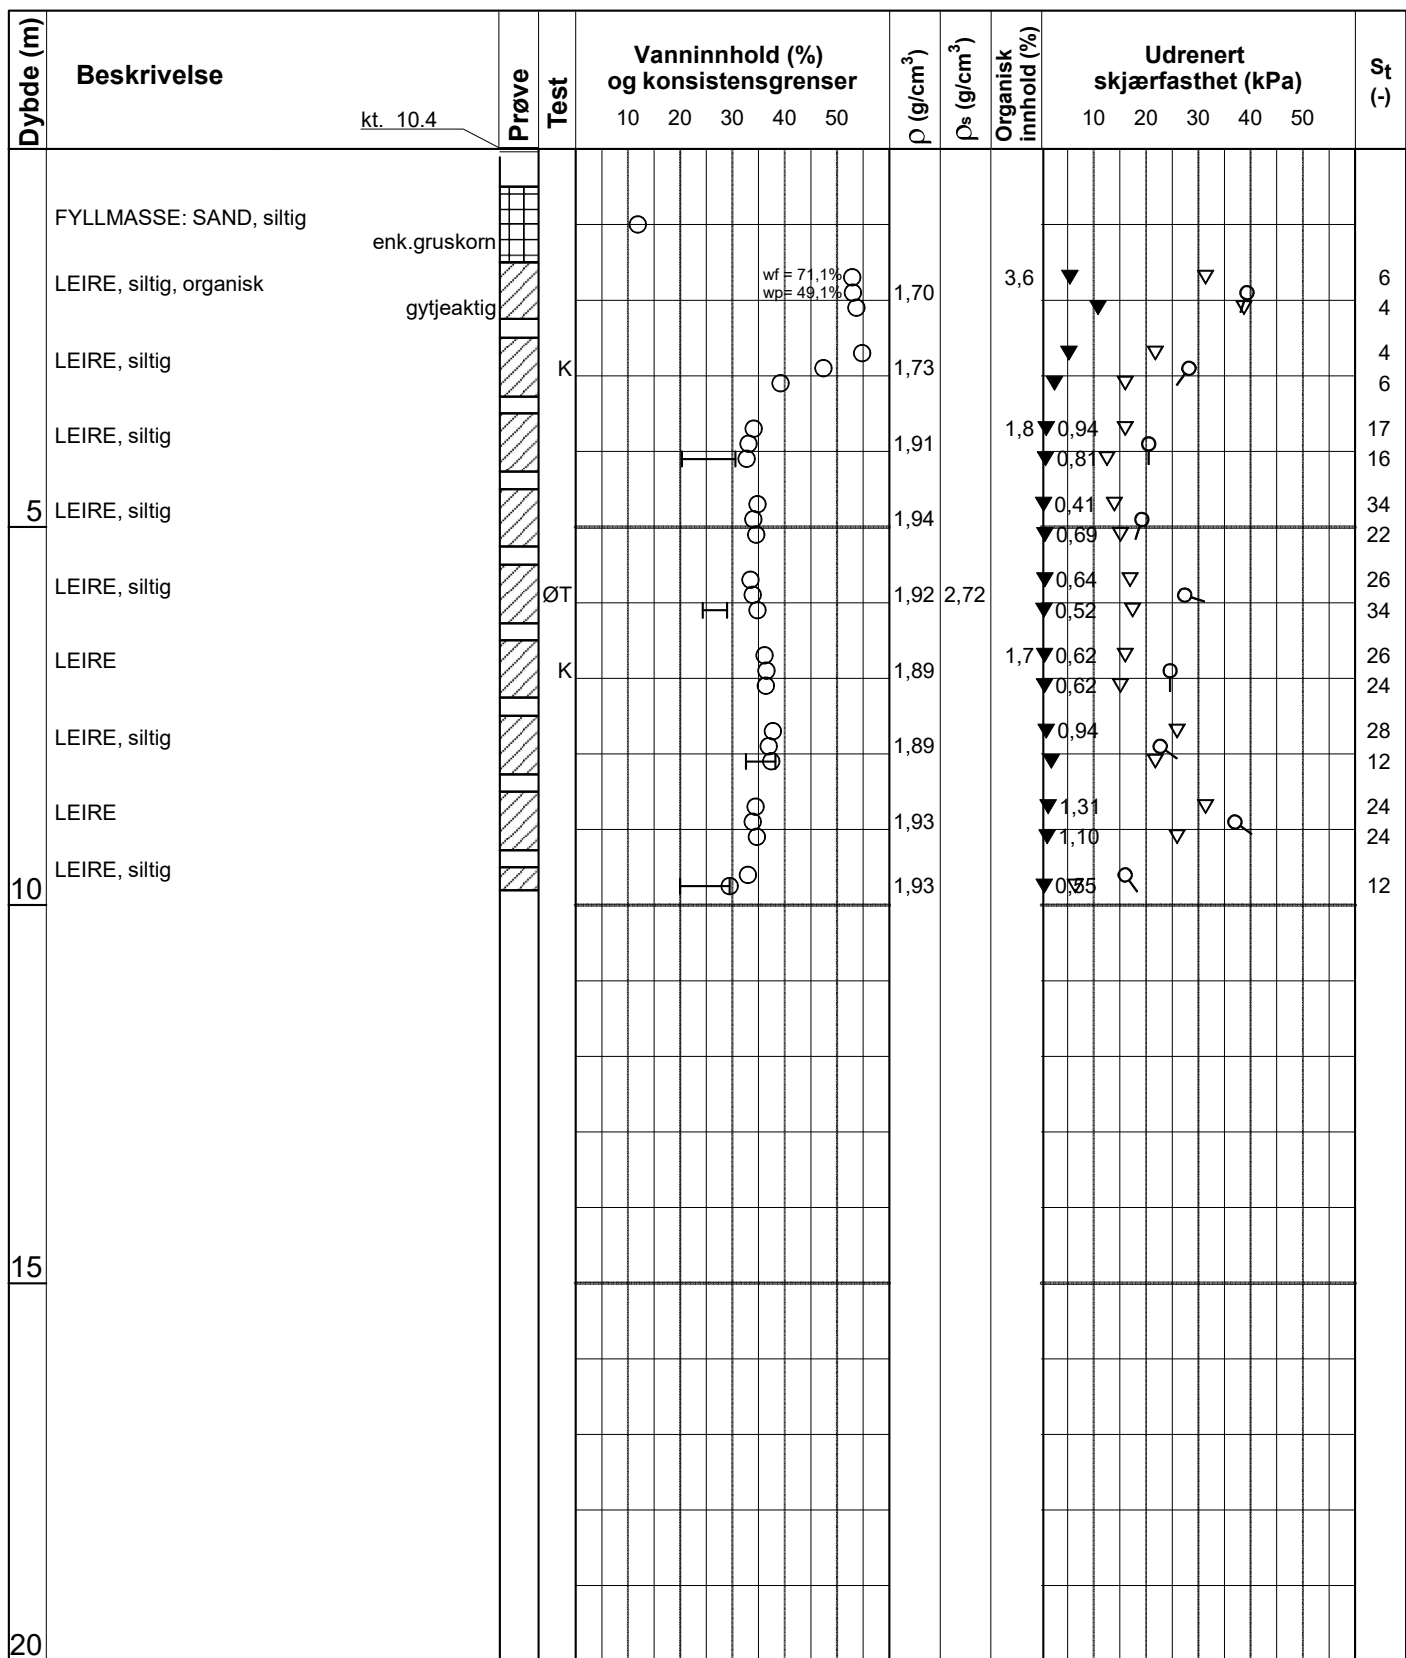 Dybde (m)
Beskrivelse
kt. 10.4
Prøve
Test
Vanninnhold (%)
og konsistensgrenser
10 20 30 40 50
ρ (g/cm³)
ρs (g/cm³)
Organisk
innhold (%)
Udrenert
skjærfasthet (kPa)
10 20 30 40 50
St
(-)
FYLLMASSE: SAND, siltig
enk.gruskorn
LEIRE, siltig, organisk
gytjeaktig
wf = 71,1%
wp= 49,1%
1,70
3,6
6
4
LEIRE, siltig
K
1,73
4
6
LEIRE, siltig
1,91
1,8
0,94
17
0,81
16
5
LEIRE, siltig
1,94
0,41
34
0,69
22
LEIRE, siltig
ØT
1,92
2,72
0,64
26
0,52
34
LEIRE
K
1,89
1,7
0,62
26
0,62
24
LEIRE, siltig
1,89
0,94
28
12
LEIRE
1,93
1,31
24
1,10
24
LEIRE, siltig
1,93
0,55
12
10
15
20